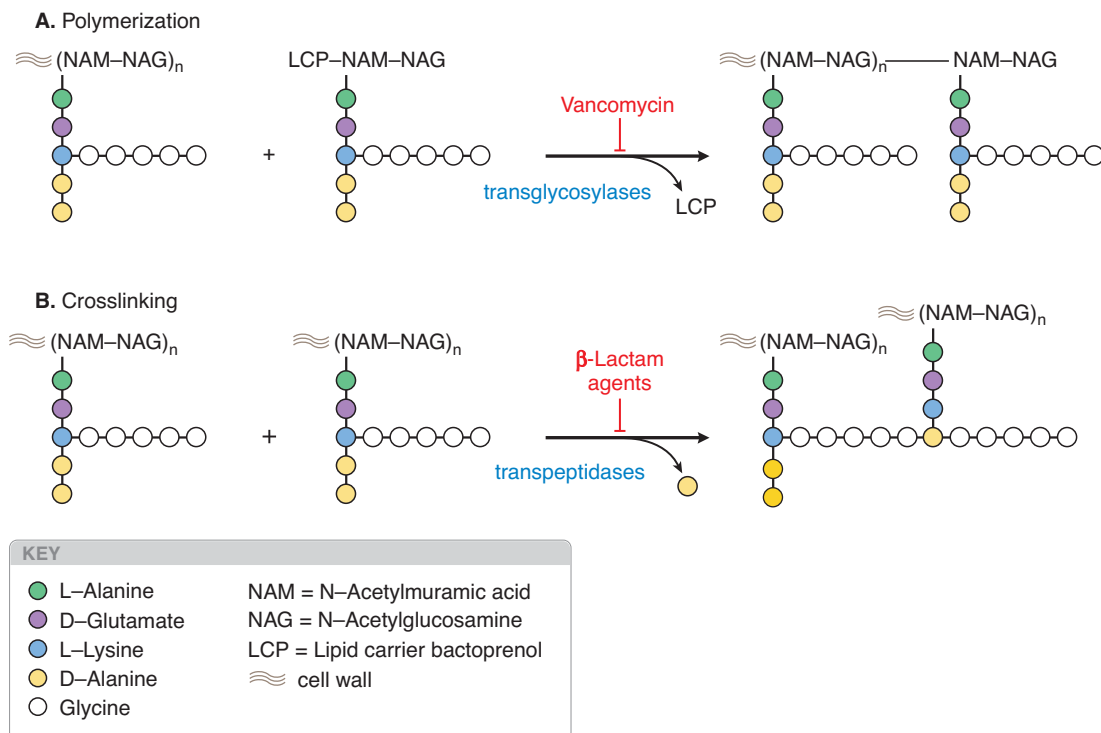 A. Polymerization
(NAM–NAG)n
LCP–NAM–NAG
(NAM–NAG)n
NAM–NAG
Vancomycin
+
transglycosylases
LCP
B. Crosslinking
(NAM–NAG)n
(NAM–NAG)n
(NAM–NAG)n
(NAM–NAG)n
β-Lactam
agents
+
transpeptidases
KEY
L–Alanine
D–Glutamate
L–Lysine
D–Alanine
Glycine
NAM = N–Acetylmuramic acid
NAG = N–Acetylglucosamine
LCP = Lipid carrier bactoprenol
cell wall